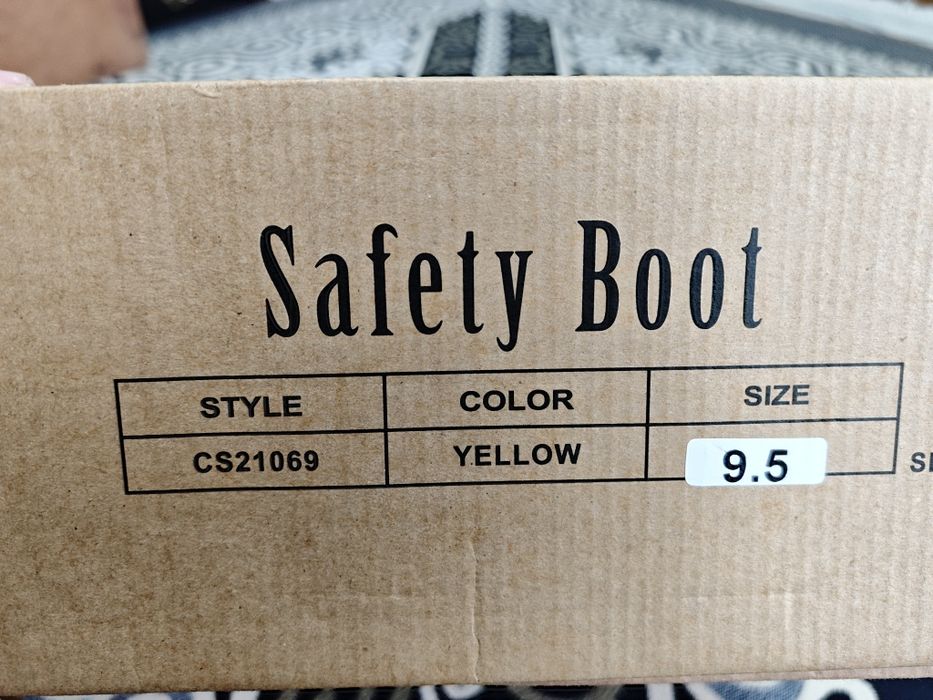 Safety Boot
STYLE COLOR SIZE
CS21069 YELLOW 9.5